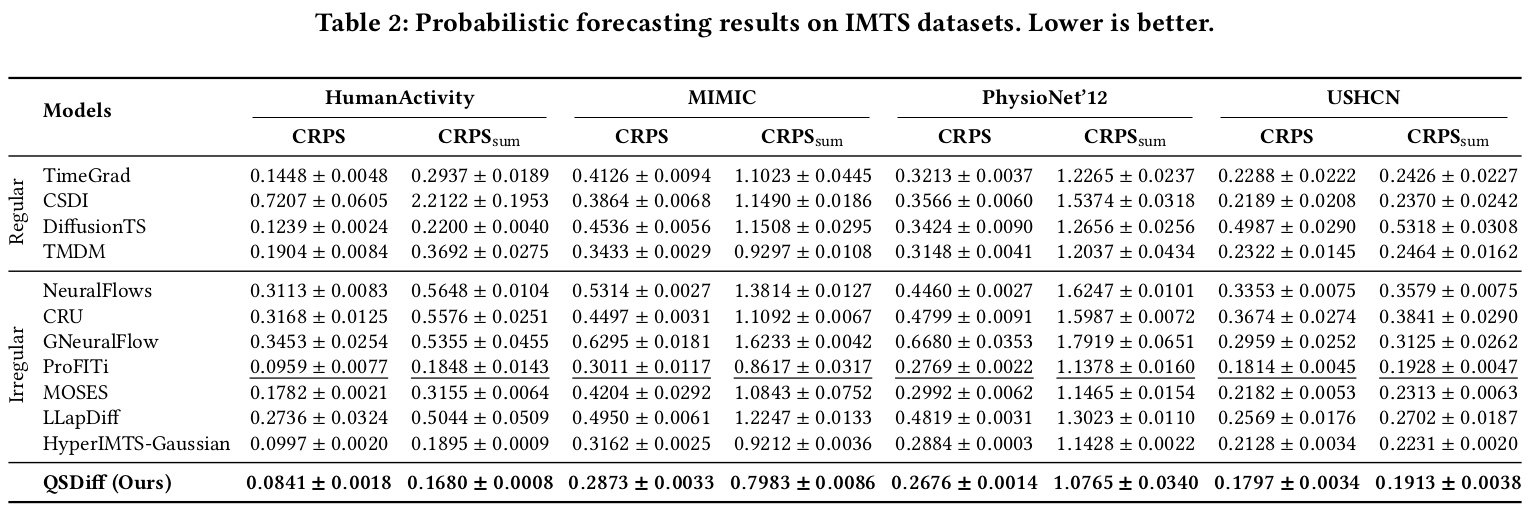 Table 2: Probabilistic forecasting results on IMTS datasets. Lower is better.
Models HumanActivity MIMIC PhysioNet’12 USHCN
CRPS CRPSsum CRPS CRPSsum CRPS CRPSsum CRPS CRPSsum
Regular
TimeGrad 0.1448 ± 0.0048 0.2937 ± 0.0189 0.4126 ± 0.0094 1.1023 ± 0.0445 0.3213 ± 0.0037 1.2265 ± 0.0237 0.2288 ± 0.0222 0.2426 ± 0.0227
CSDI 0.7207 ± 0.0605 2.2122 ± 0.1953 0.3864 ± 0.0068 1.1490 ± 0.0186 0.3566 ± 0.0060 1.5374 ± 0.0318 0.2189 ± 0.0208 0.2370 ± 0.0242
DiffusionTS 0.1239 ± 0.0024 0.2200 ± 0.0040 0.4536 ± 0.0056 1.1508 ± 0.0295 0.3424 ± 0.0090 1.2656 ± 0.0256 0.4987 ± 0.0290 0.5318 ± 0.0308
TMDM 0.1904 ± 0.0084 0.3692 ± 0.0275 0.3433 ± 0.0029 0.9297 ± 0.0108 0.3148 ± 0.0041 1.2037 ± 0.0434 0.2322 ± 0.0145 0.2464 ± 0.0162
Irregular
NeuralFlows 0.3113 ± 0.0083 0.5648 ± 0.0104 0.5314 ± 0.0027 1.3814 ± 0.0127 0.4460 ± 0.0027 1.6247 ± 0.0101 0.3353 ± 0.0075 0.3579 ± 0.0075
CRU 0.3168 ± 0.0125 0.5576 ± 0.0251 0.4497 ± 0.0031 1.1092 ± 0.0067 0.4799 ± 0.0091 1.5987 ± 0.0072 0.3674 ± 0.0274 0.3841 ± 0.0290
GNeuralFlow 0.3453 ± 0.0254 0.5355 ± 0.0455 0.6295 ± 0.0181 1.6233 ± 0.0042 0.6680 ± 0.0353 1.7919 ± 0.0651 0.2959 ± 0.0252 0.3125 ± 0.0262
ProFITi 0.0959 ± 0.0077 0.1848 ± 0.0143 0.3011 ± 0.0117 0.8617 ± 0.0317 0.2769 ± 0.0022 1.1378 ± 0.0160 0.1814 ± 0.0045 0.1928 ± 0.0047
MOSES 0.1782 ± 0.0021 0.3155 ± 0.0064 0.4204 ± 0.0292 1.0843 ± 0.0752 0.2992 ± 0.0062 1.1465 ± 0.0154 0.2182 ± 0.0053 0.2313 ± 0.0063
LLapDiff 0.2736 ± 0.0324 0.5044 ± 0.0509 0.4950 ± 0.0061 1.2247 ± 0.0133 0.4819 ± 0.0031 1.3023 ± 0.0110 0.2569 ± 0.0176 0.2702 ± 0.0187
HyperIMTS-Gaussian 0.0997 ± 0.0020 0.1895 ± 0.0009 0.3162 ± 0.0025 0.9212 ± 0.0036 0.2884 ± 0.0003 1.1428 ± 0.0022 0.2128 ± 0.0034 0.2231 ± 0.0020
QSDiff (Ours) 0.0841 ± 0.0018 0.1680 ± 0.0008 0.2873 ± 0.0033 0.7983 ± 0.0086 0.2676 ± 0.0014 1.0765 ± 0.0340 0.1797 ± 0.0034 0.1913 ± 0.0038